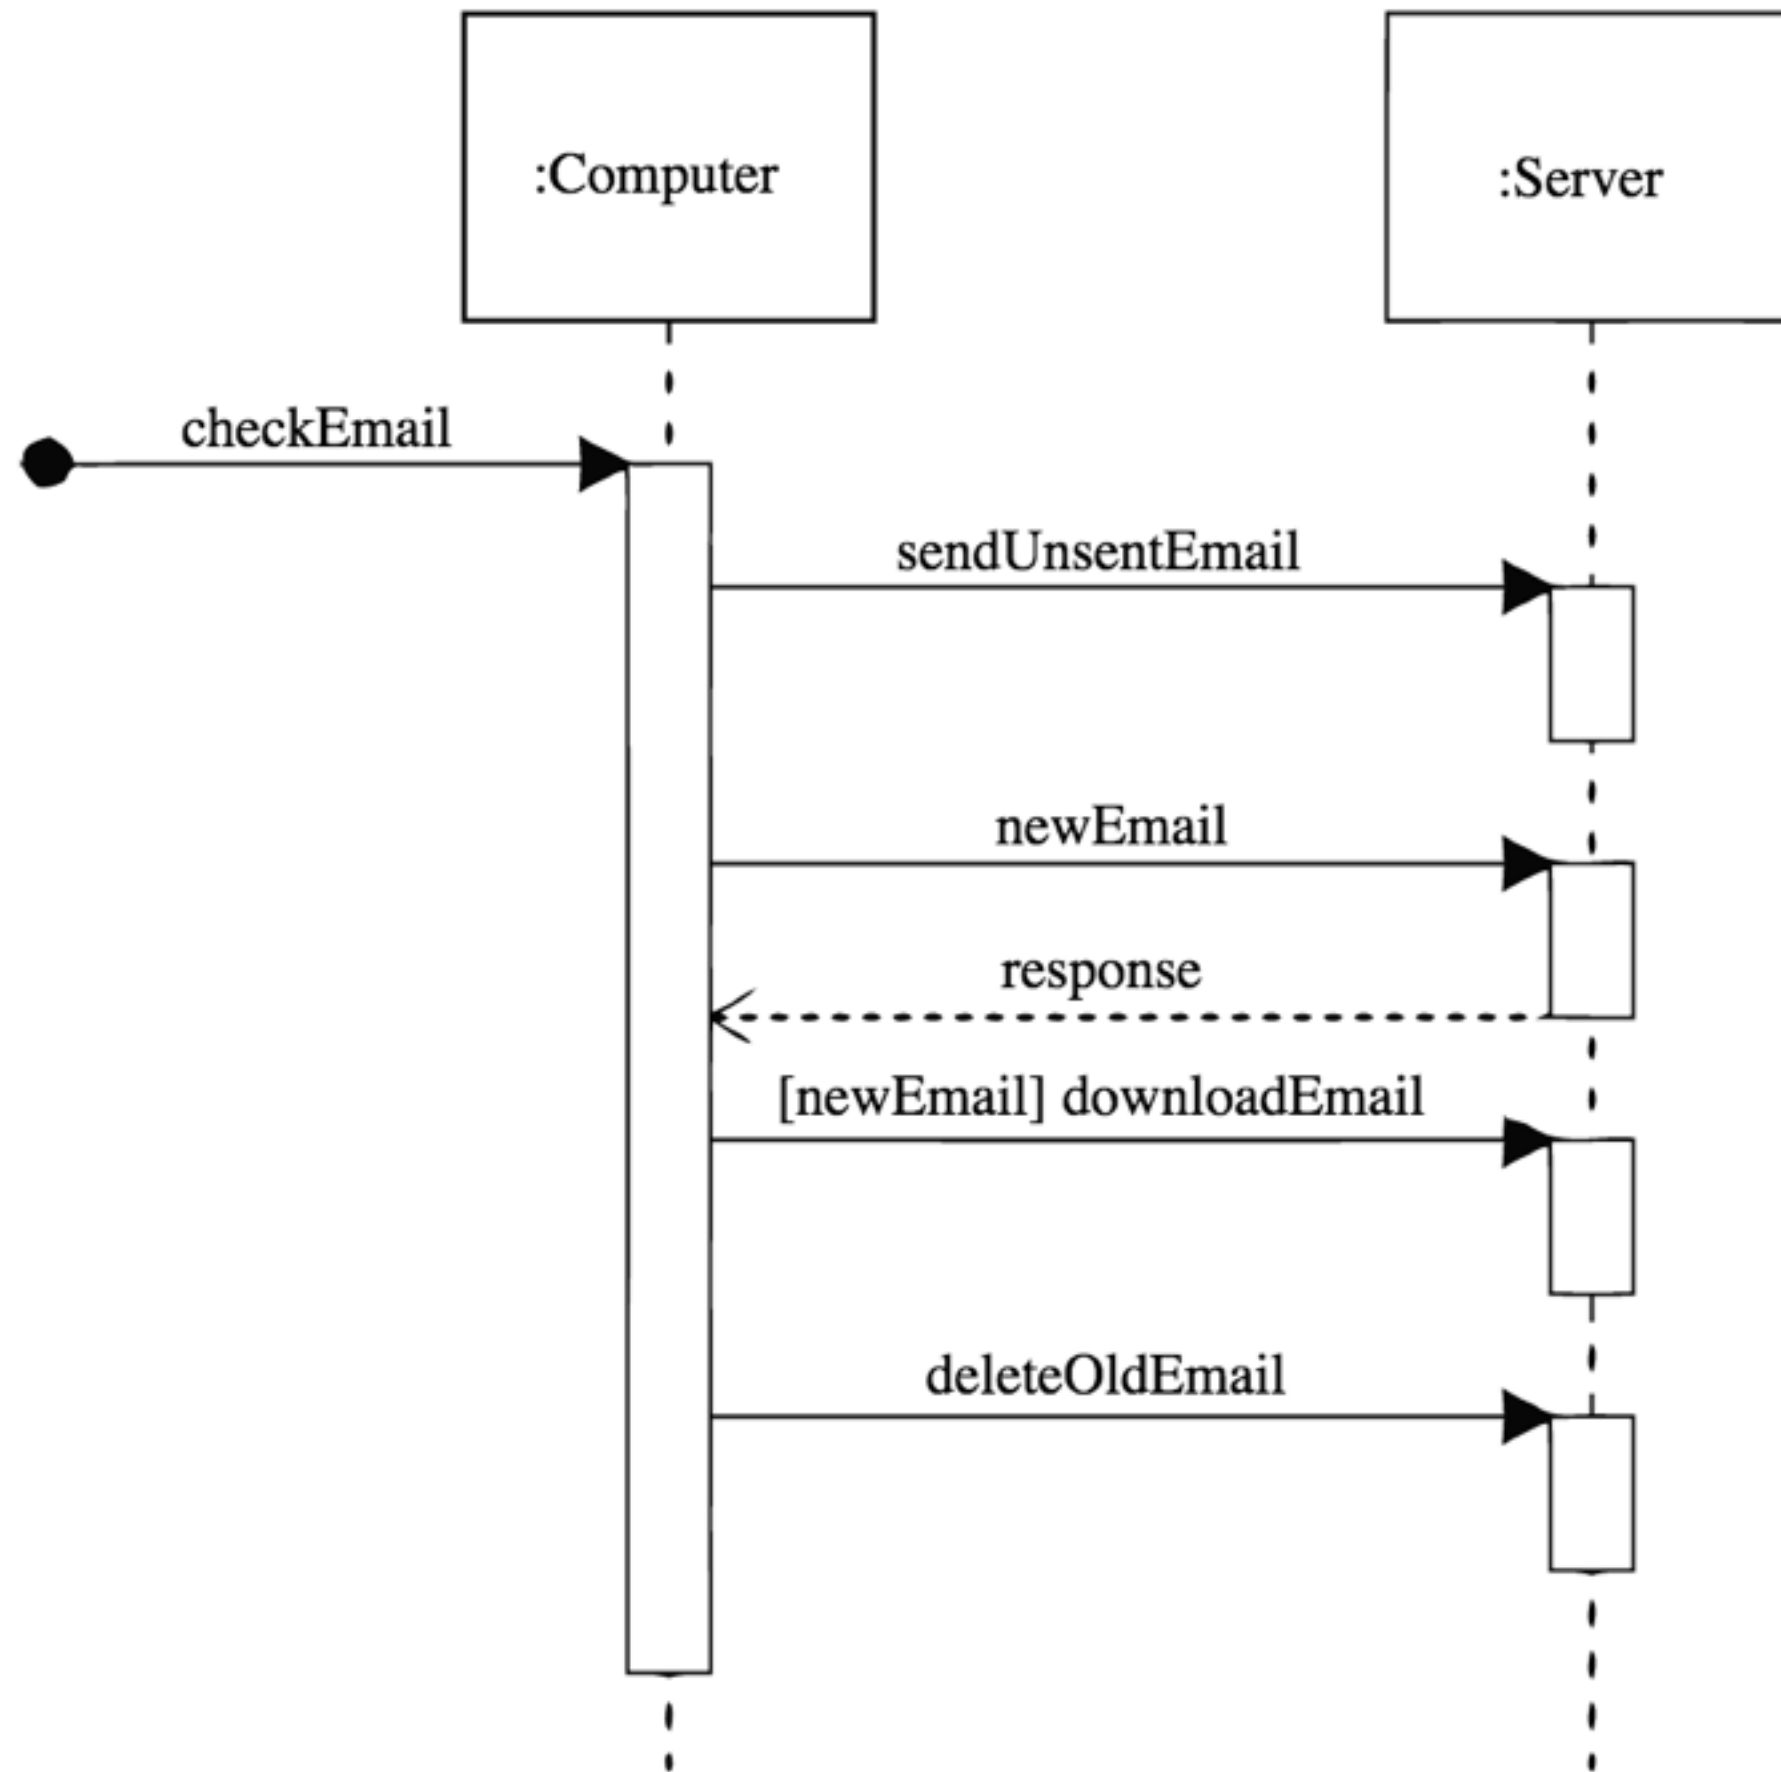 :Computer
:Server
checkEmail
sendUnsentEmail
newEmail
response
[newEmail] downloadEmail
deleteOldEmail